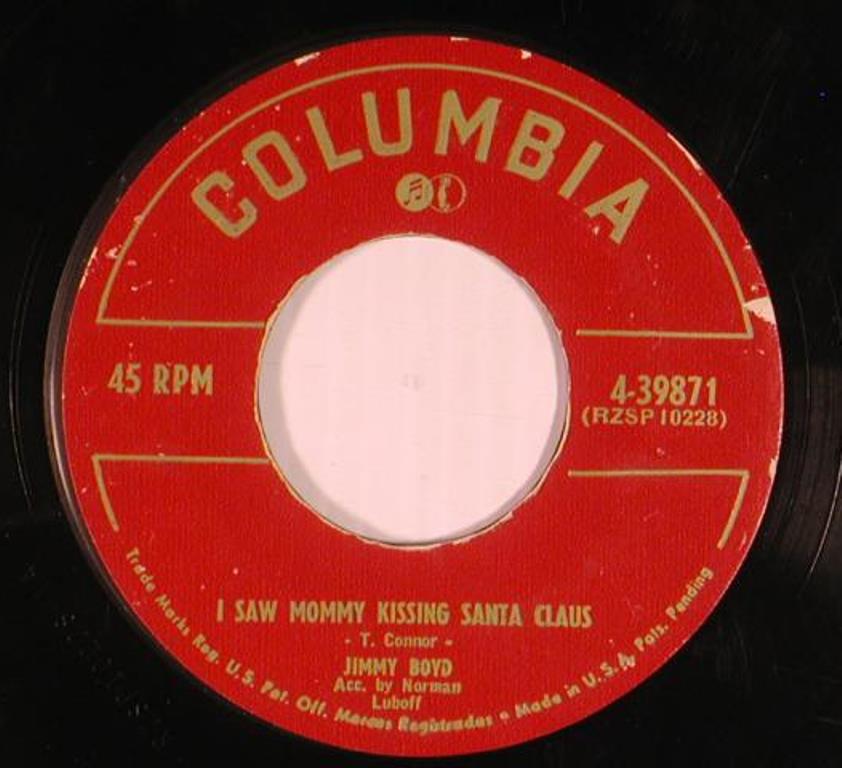 COLUMBIA
45 RPM
4-39871
(RZSP 10228)
I SAW MOMMY KISSING SANTA CLAUS
- T. Connor -
JIMMY BOYD
Acc. by Norman
Luboff
Trade Marks Reg. U.S. Pat. Off. Marcas Registradas • Made in U.S.A. Pats. Pending